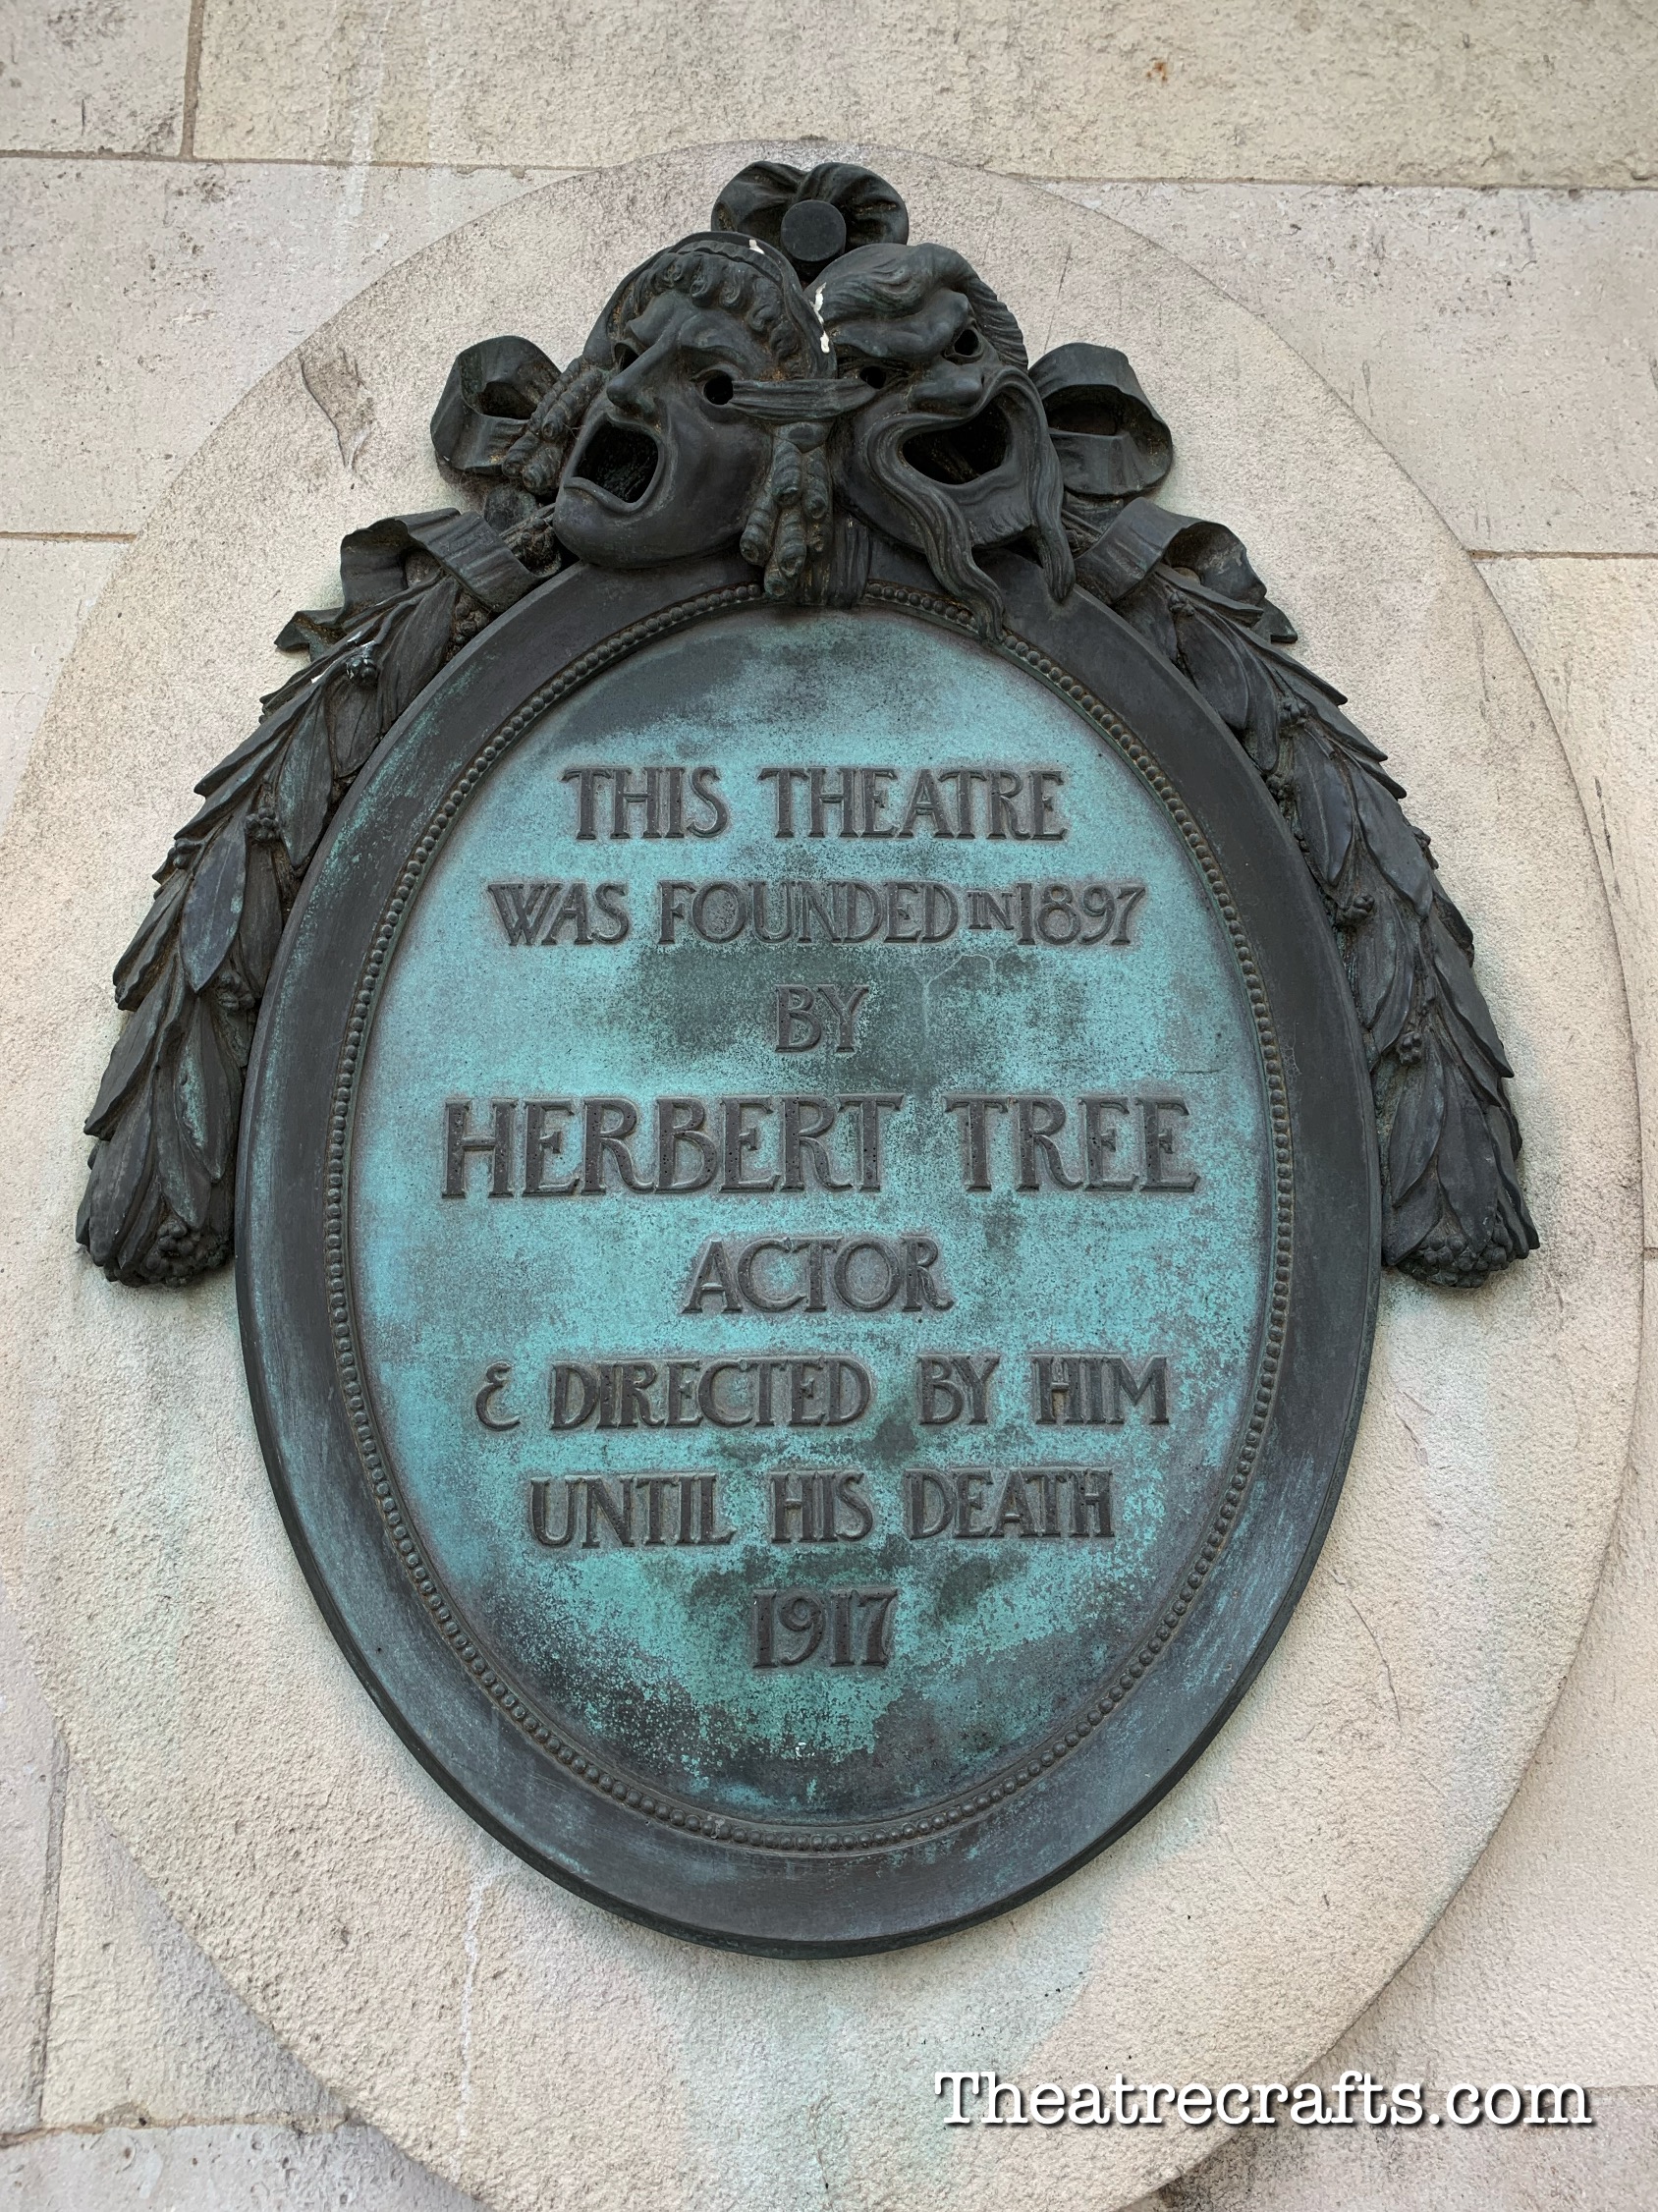 THIS THEATRE
WAS FOUNDED IN 1897
BY
HERBERT TREE
ACTOR
& DIRECTED BY HIM
UNTIL HIS DEATH
1917
Theatrecrafts.com